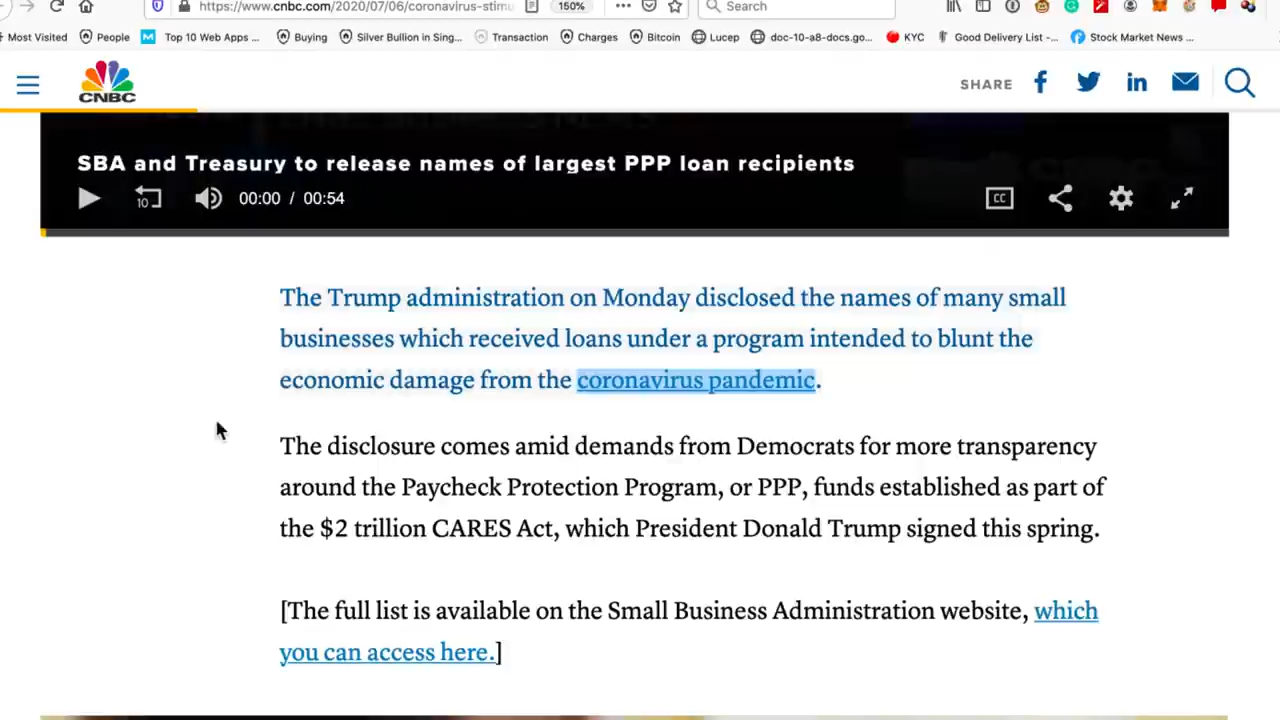 https://www.cnbc.com/2020/07/06/coronavirus-stimu
150%
Search
Most Visited
People
Top 10 Web Apps ...
Buying
Silver Bullion in Sing...
Transaction
Charges
Bitcoin
Lucep
doc-10-a8-docs.go...
KYC
Good Delivery List -...
Stock Market News ...
CNBC
SHARE
SBA and Treasury to release names of largest PPP loan recipients
10
00:00 / 00:54
CC
The Trump administration on Monday disclosed the names of many small
businesses which received loans under a program intended to blunt the
economic damage from the coronavirus pandemic.
The disclosure comes amid demands from Democrats for more transparency
around the Paycheck Protection Program, or PPP, funds established as part of
the $2 trillion CARES Act, which President Donald Trump signed this spring.
[The full list is available on the Small Business Administration website, which
you can access here.]